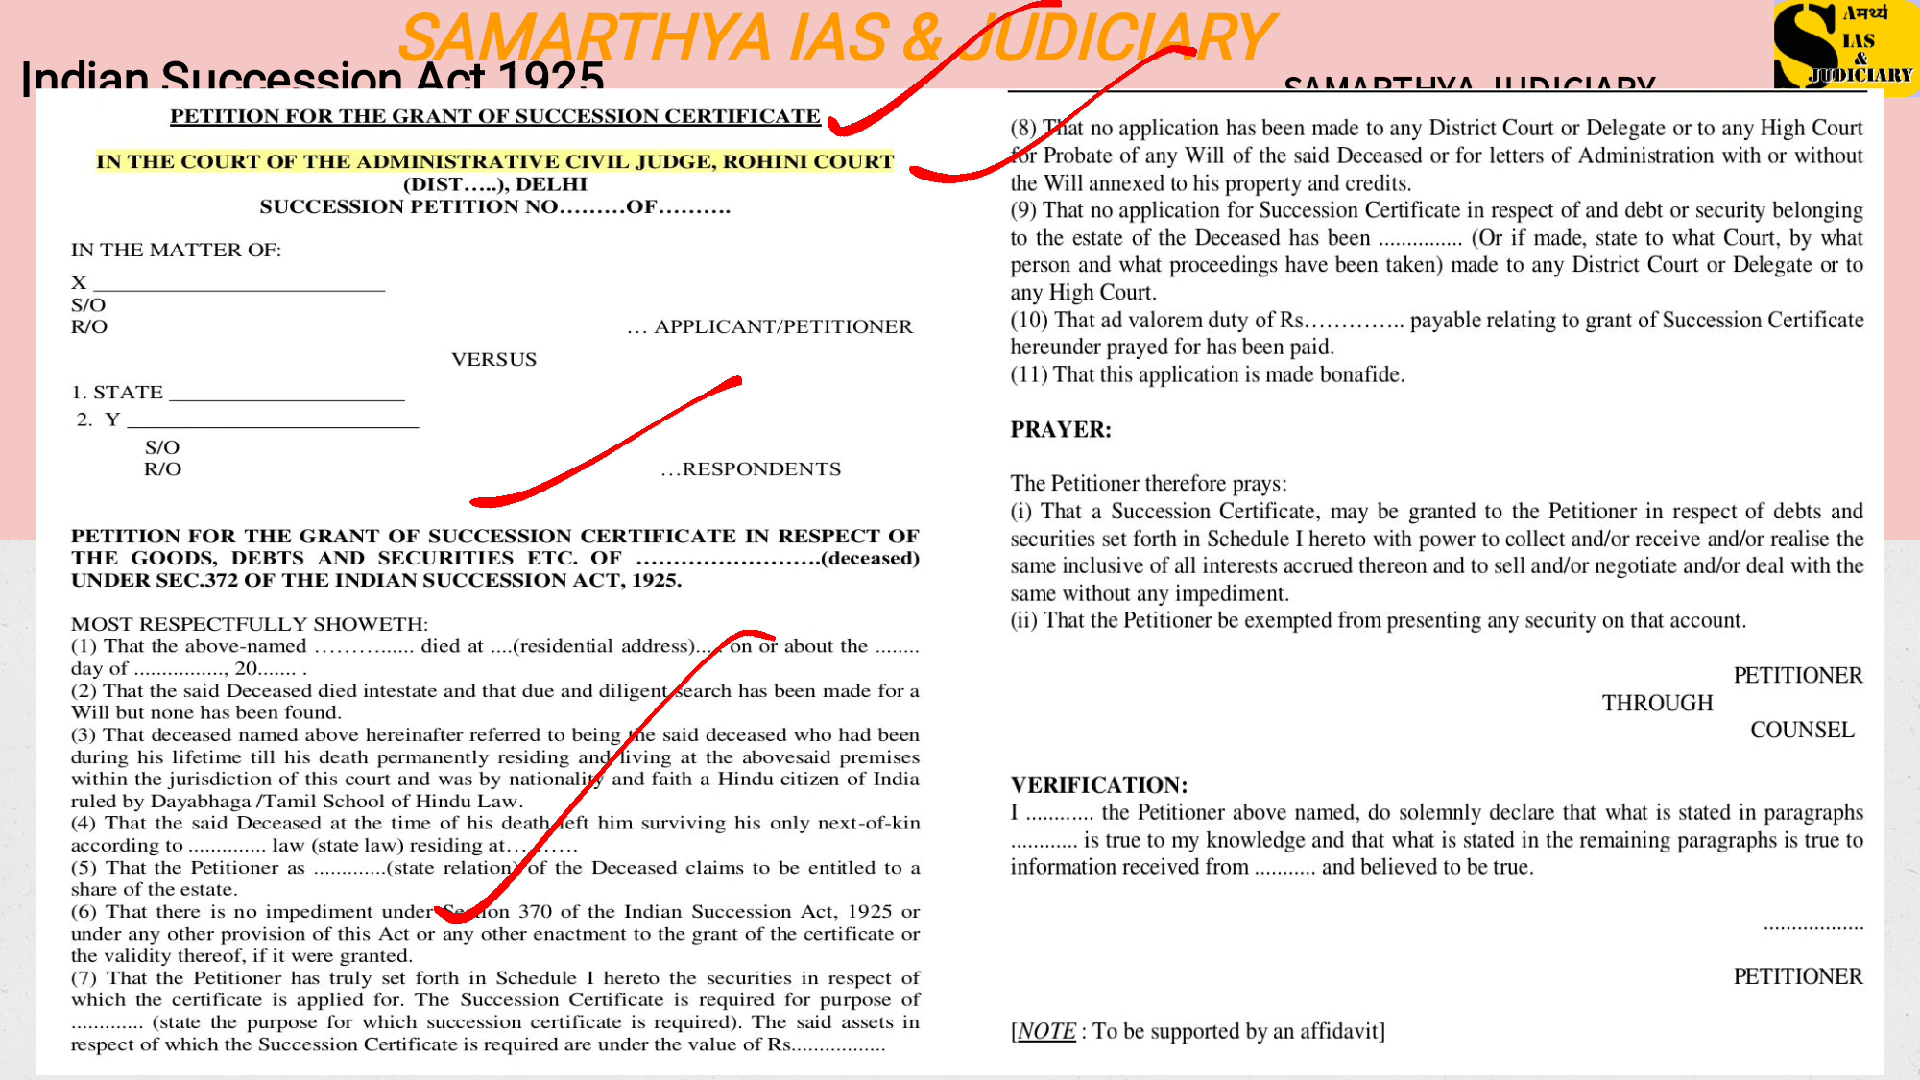 SAMARTHYA IAS & JUDICIARY
Indian Succession Act 1925
SAMARTHYA JUDICIARY
Sामर्थ्य
IAS
&
JUDICIARY
PETITION FOR THE GRANT OF SUCCESSION CERTIFICATE
IN THE COURT OF THE ADMINISTRATIVE CIVIL JUDGE, ROHINI COURT
(DIST…..), DELHI
SUCCESSION PETITION NO………OF……….
IN THE MATTER OF:
X ____________________________
S/O
R/O
… APPLICANT/PETITIONER
VERSUS
1. STATE ______________________
2. Y ____________________________
S/O
R/O
…RESPONDENTS
PETITION FOR THE GRANT OF SUCCESSION CERTIFICATE IN RESPECT OF
THE GOODS, DEBTS AND SECURITIES ETC. OF …………………….(deceased)
UNDER SEC.372 OF THE INDIAN SUCCESSION ACT, 1925.
MOST RESPECTFULLY SHOWETH:
(1) That the above-named ………...... died at ....(residential address).... on or about the ........
day of ................, 20....... .
(2) That the said Deceased died intestate and that due and diligent search has been made for a
Will but none has been found.
(3) That deceased named above hereinafter referred to being the said deceased who had been
during his lifetime till his death permanently residing and living at the abovesaid premises
within the jurisdiction of this court and was by nationality and faith a Hindu citizen of India
ruled by Dayabhaga /Tamil School of Hindu Law.
(4) That the said Deceased at the time of his death left him surviving his only next-of-kin
according to .............. law (state law) residing at…………
(5) That the Petitioner as .............(state relation) of the Deceased claims to be entitled to a
share of the estate.
(6) That there is no impediment under Section 370 of the Indian Succession Act, 1925 or
under any other provision of this Act or any other enactment to the grant of the certificate or
the validity thereof, if it were granted.
(7) That the Petitioner has truly set forth in Schedule I hereto the securities in respect of
which the certificate is applied for. The Succession Certificate is required for purpose of
............. (state the purpose for which succession certificate is required). The said assets in
respect of which the Succession Certificate is required are under the value of Rs.................
(8) That no application has been made to any District Court or Delegate or to any High Court
for Probate of any Will of the said Deceased or for letters of Administration with or without
the Will annexed to his property and credits.
(9) That no application for Succession Certificate in respect of and debt or security belonging
to the estate of the Deceased has been ............... (Or if made, state to what Court, by what
person and what proceedings have been taken) made to any District Court or Delegate or to
any High Court.
(10) That ad valorem duty of Rs………….. payable relating to grant of Succession Certificate
hereunder prayed for has been paid.
(11) That this application is made bonafide.
PRAYER:
The Petitioner therefore prays:
(i) That a Succession Certificate, may be granted to the Petitioner in respect of debts and
securities set forth in Schedule I hereto with power to collect and/or receive and/or realise the
same inclusive of all interests accrued thereon and to sell and/or negotiate and/or deal with the
same without any impediment.
(ii) That the Petitioner be exempted from presenting any security on that account.
PETITIONER
THROUGH
COUNSEL
VERIFICATION:
I ............ the Petitioner above named, do solemnly declare that what is stated in paragraphs
............ is true to my knowledge and that what is stated in the remaining paragraphs is true to
information received from ........... and believed to be true.
..................
PETITIONER
[NOTE : To be supported by an affidavit]